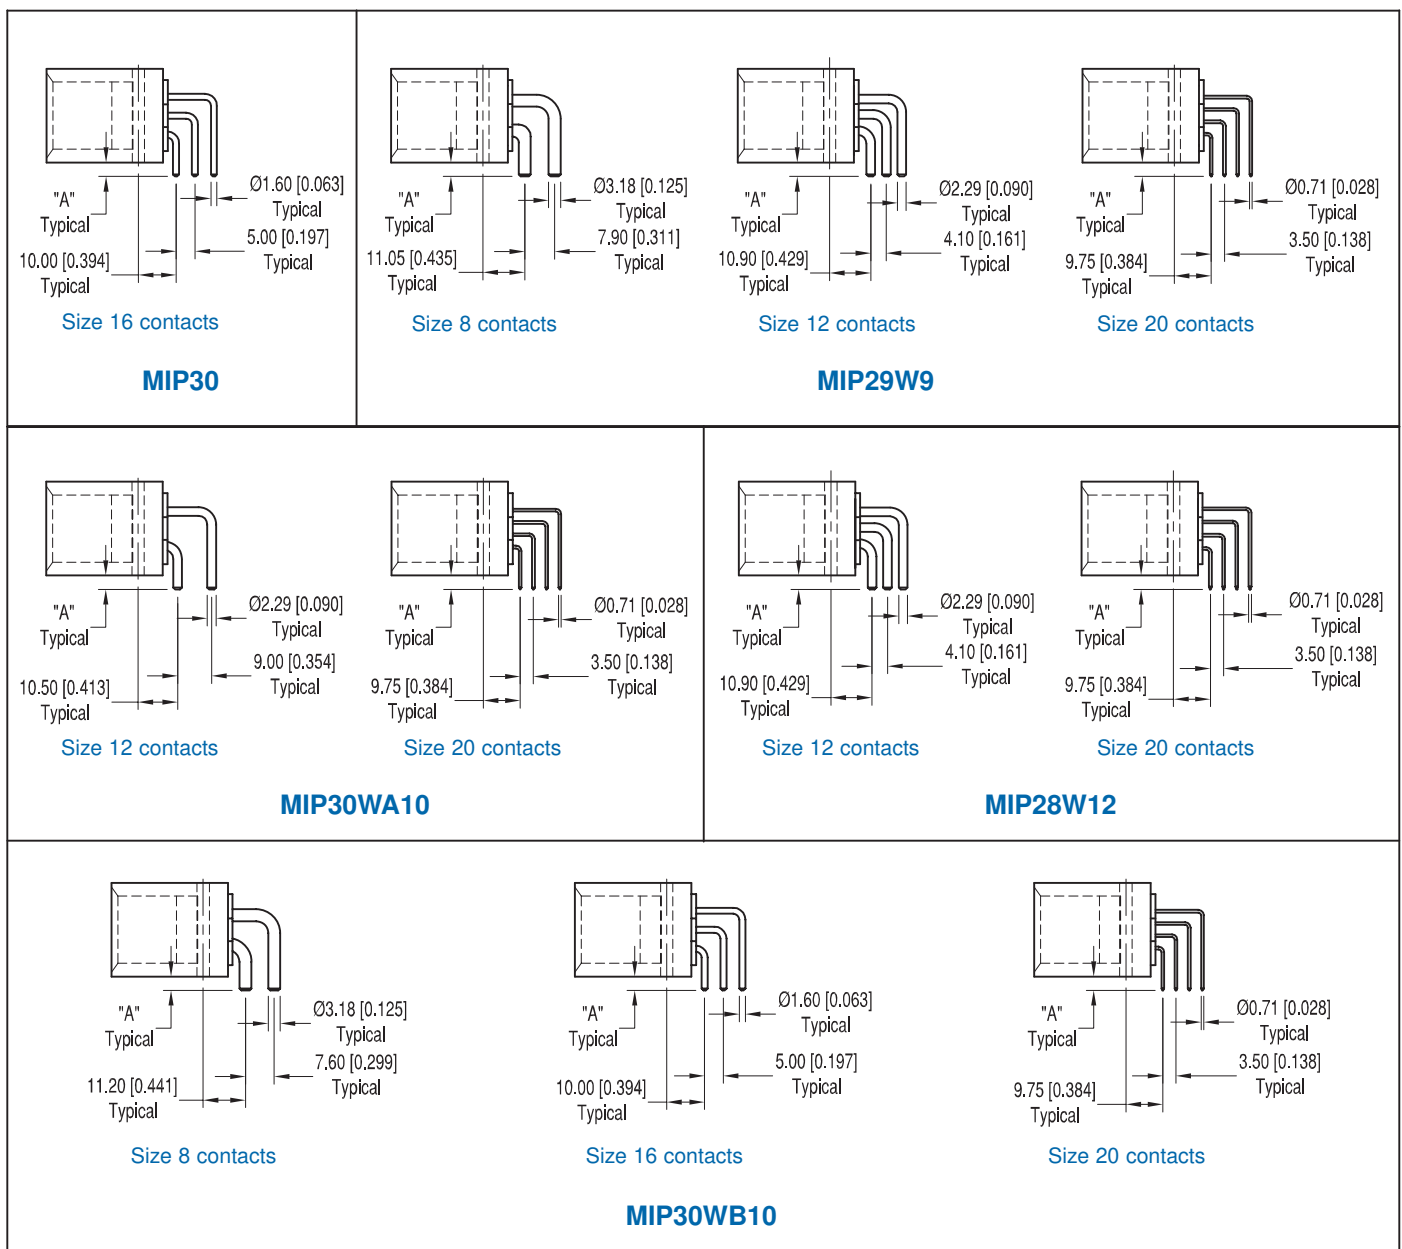 Ø1.60 [0.063]
Typical
"A"
Typical
5.00 [0.197]
Typical
10.00 [0.394]
Typical
Size 16 contacts
MIP30
Ø3.18 [0.125]
Typical
"A"
Typical
7.90 [0.311]
Typical
11.05 [0.435]
Typical
Size 8 contacts
Ø2.29 [0.090]
Typical
"A"
Typical
4.10 [0.161]
Typical
10.90 [0.429]
Typical
Size 12 contacts
Ø0.71 [0.028]
Typical
"A"
Typical
3.50 [0.138]
Typical
9.75 [0.384]
Typical
Size 20 contacts
MIP29W9
Ø2.29 [0.090]
Typical
"A"
Typical
9.00 [0.354]
Typical
10.50 [0.413]
Typical
Size 12 contacts
Ø0.71 [0.028]
Typical
"A"
Typical
3.50 [0.138]
Typical
9.75 [0.384]
Typical
Size 20 contacts
MIP30WA10
Ø2.29 [0.090]
Typical
"A"
Typical
4.10 [0.161]
Typical
10.90 [0.429]
Typical
Size 12 contacts
Ø0.71 [0.028]
Typical
"A"
Typical
3.50 [0.138]
Typical
9.75 [0.384]
Typical
Size 20 contacts
MIP28W12
Ø3.18 [0.125]
Typical
"A"
Typical
7.60 [0.299]
Typical
11.20 [0.441]
Typical
Size 8 contacts
Ø1.60 [0.063]
Typical
"A"
Typical
5.00 [0.197]
Typical
10.00 [0.394]
Typical
Size 16 contacts
Ø0.71 [0.028]
Typical
"A"
Typical
3.50 [0.138]
Typical
9.75 [0.384]
Typical
Size 20 contacts
MIP30WB10